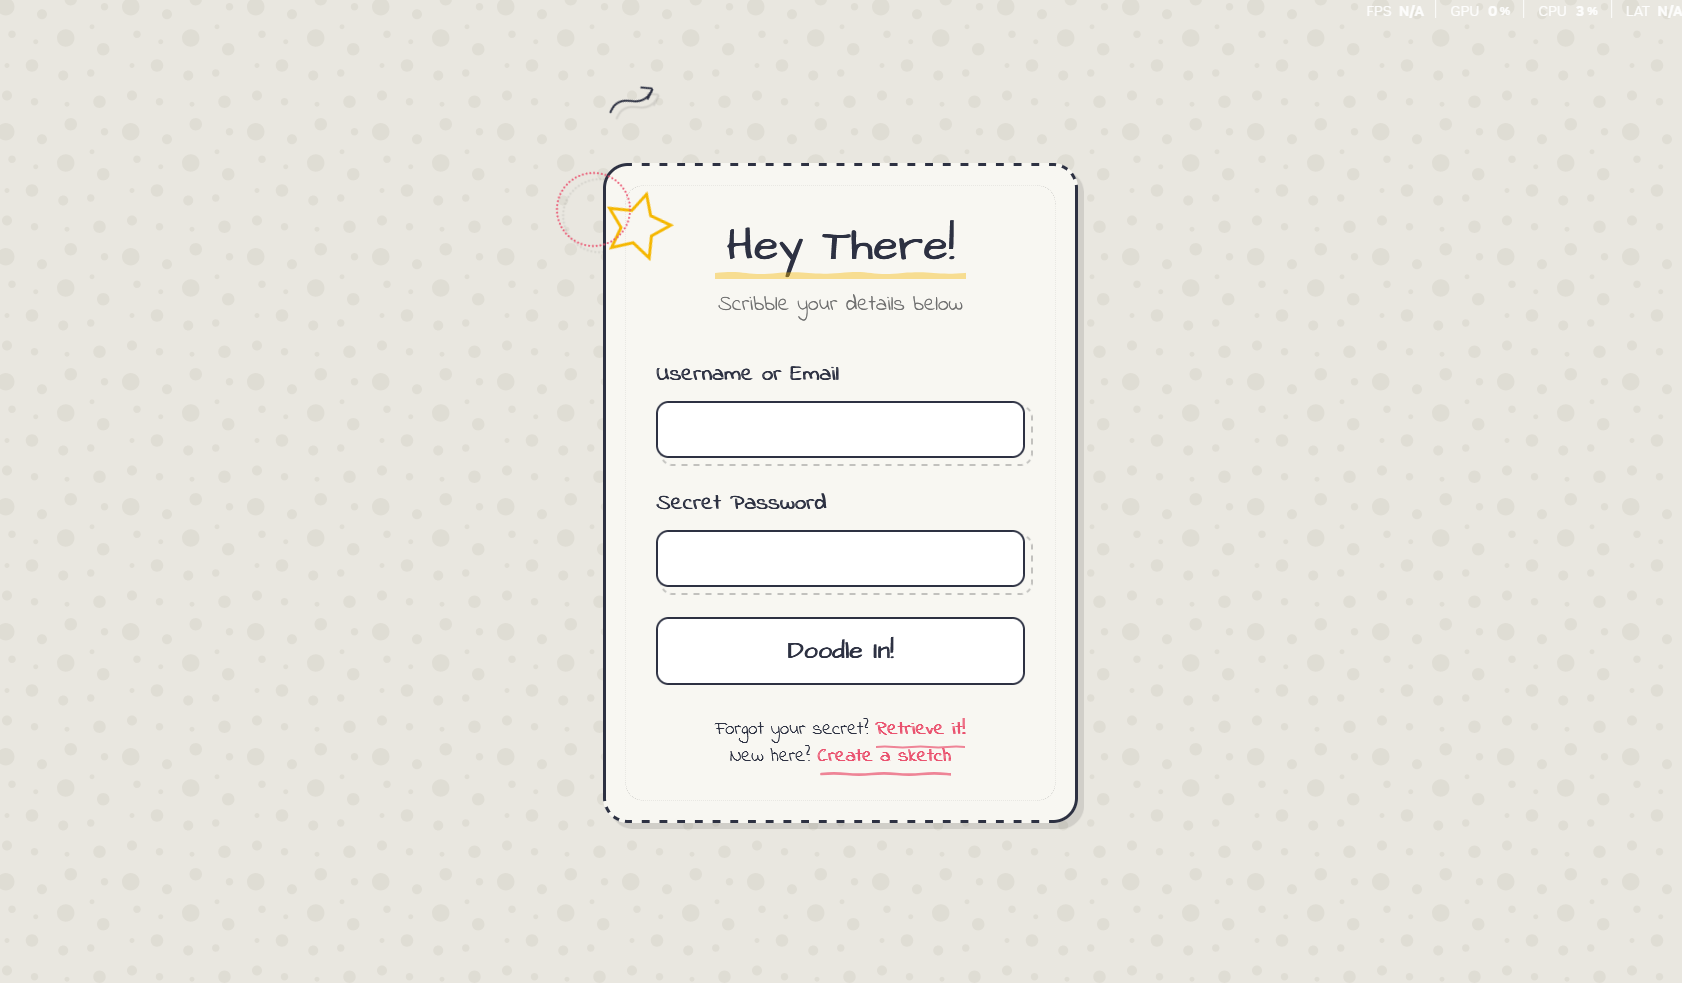 FPS N/A GPU 0% CPU 3% LAT N/A
Hey There!
Scribble your details below
Username or Email
Secret Password
Doodle In!
Forgot your secret? Retrieve it!
New here? Create a sketch